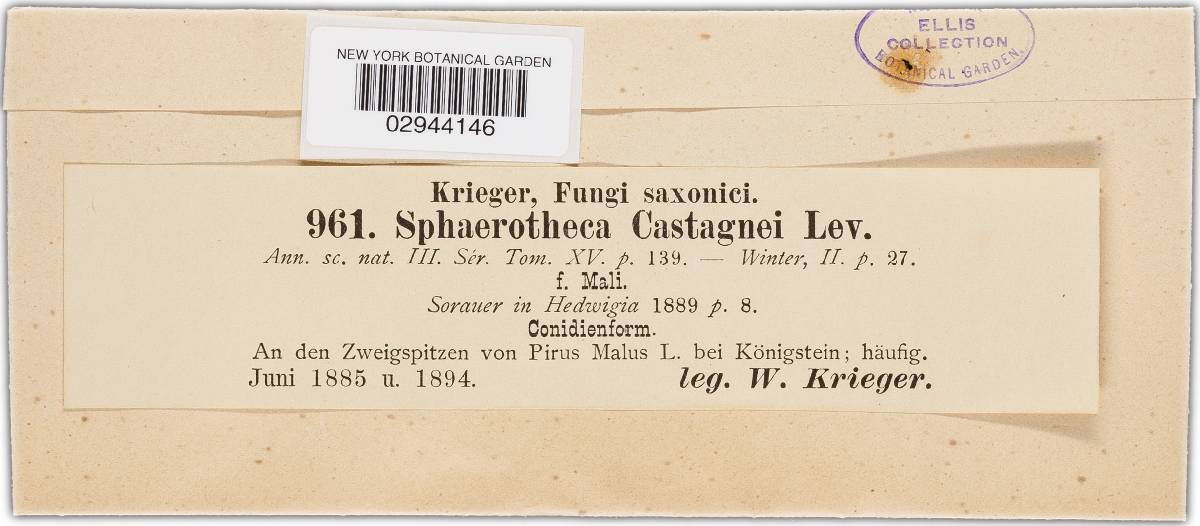 ELLIS
COLLECTION
BOTANICAL GARDEN.
NEW YORK BOTANICAL GARDEN
02944146
Krieger, Fungi saxonici.
961. Sphaerotheca Castagnei Lev.
Ann. sc. nat. III. Sér. Tom. XV. p. 139. — Winter, II. p. 27.
f. Mali.
Sorauer in Hedwigia 1889 p. 8.
Conidienform.
An den Zweigspitzen von Pirus Malus L. bei Königstein; häufig.
Juni 1885 u. 1894. leg. W. Krieger.